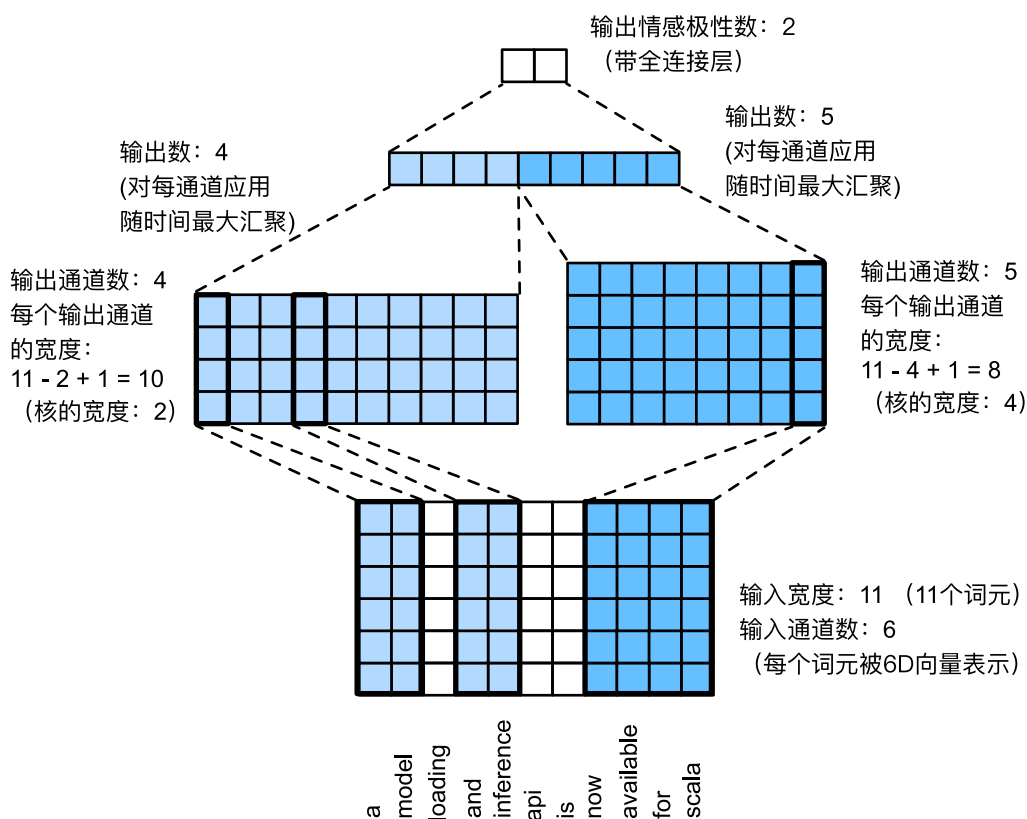 输出情感极性数：2
（带全连接层）
输出数：4
(对每通道应用
随时间最大汇聚)
输出数：5
(对每通道应用
随时间最大汇聚)
输出通道数：4
每个输出通道
的宽度：
11 - 2 + 1 = 10
（核的宽度：2）
输出通道数：5
每个输出通道
的宽度：
11 - 4 + 1 = 8
（核的宽度：4）
输入宽度：11 （11个词元）
输入通道数：6
（每个词元被6D向量表示）
a
model
loading
and
inference
api
is
now
available
for
scala